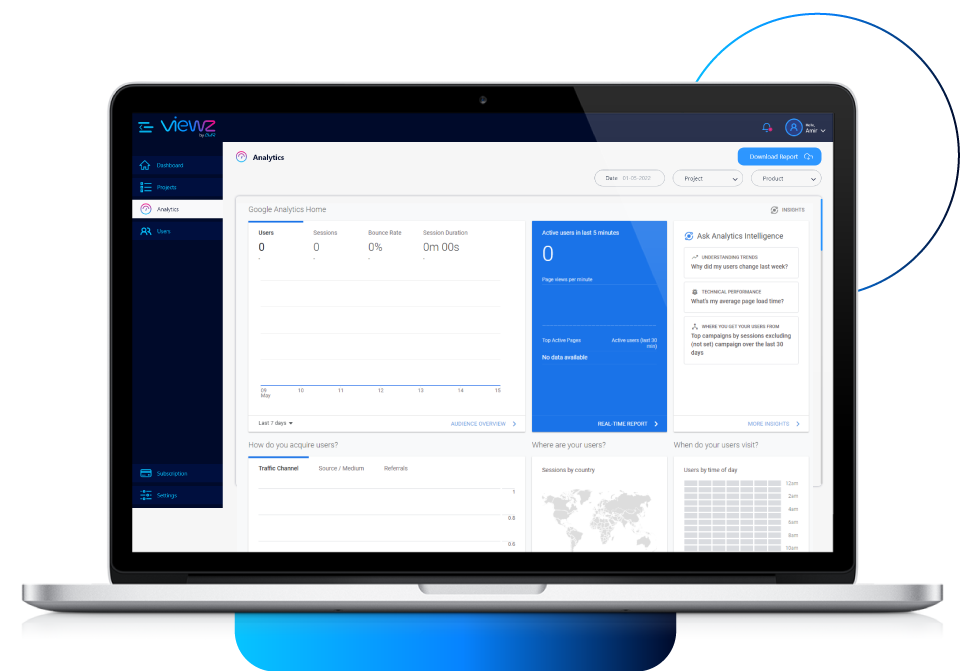 viewz
Amir
Dashboard
Projects
Analytics
Users
Subscription
Settings
Analytics
Download Report
Date 01-05-2022
Project
Product
Google Analytics Home
INSIGHTS
Users
Sessions
Bounce Rate
Session Duration
0
0
0%
0m 00s
-
-
-
-
09
May
10
11
12
13
14
15
Last 7 days
AUDIENCE OVERVIEW
Active users in last 5 minutes
0
Page views per minute
Top Active Pages
Active users (last 30
min)
No data available
REAL-TIME REPORT
Ask Analytics Intelligence
UNDERSTANDING TRENDS
Why did my users change last week?
TECHNICAL PERFORMANCE
What's my average page load time?
WHERE YOU GET YOUR USERS FROM
Top campaigns by sessions excluding
(not set) campaign over the last 30
days
MORE INSIGHTS
How do you acquire users?
Traffic Channel
Source / Medium
Referrals
1
0.8
0.6
Where are your users?
Sessions by country
When do your users visit?
Users by time of day
12am
2am
4am
6am
8am
10am